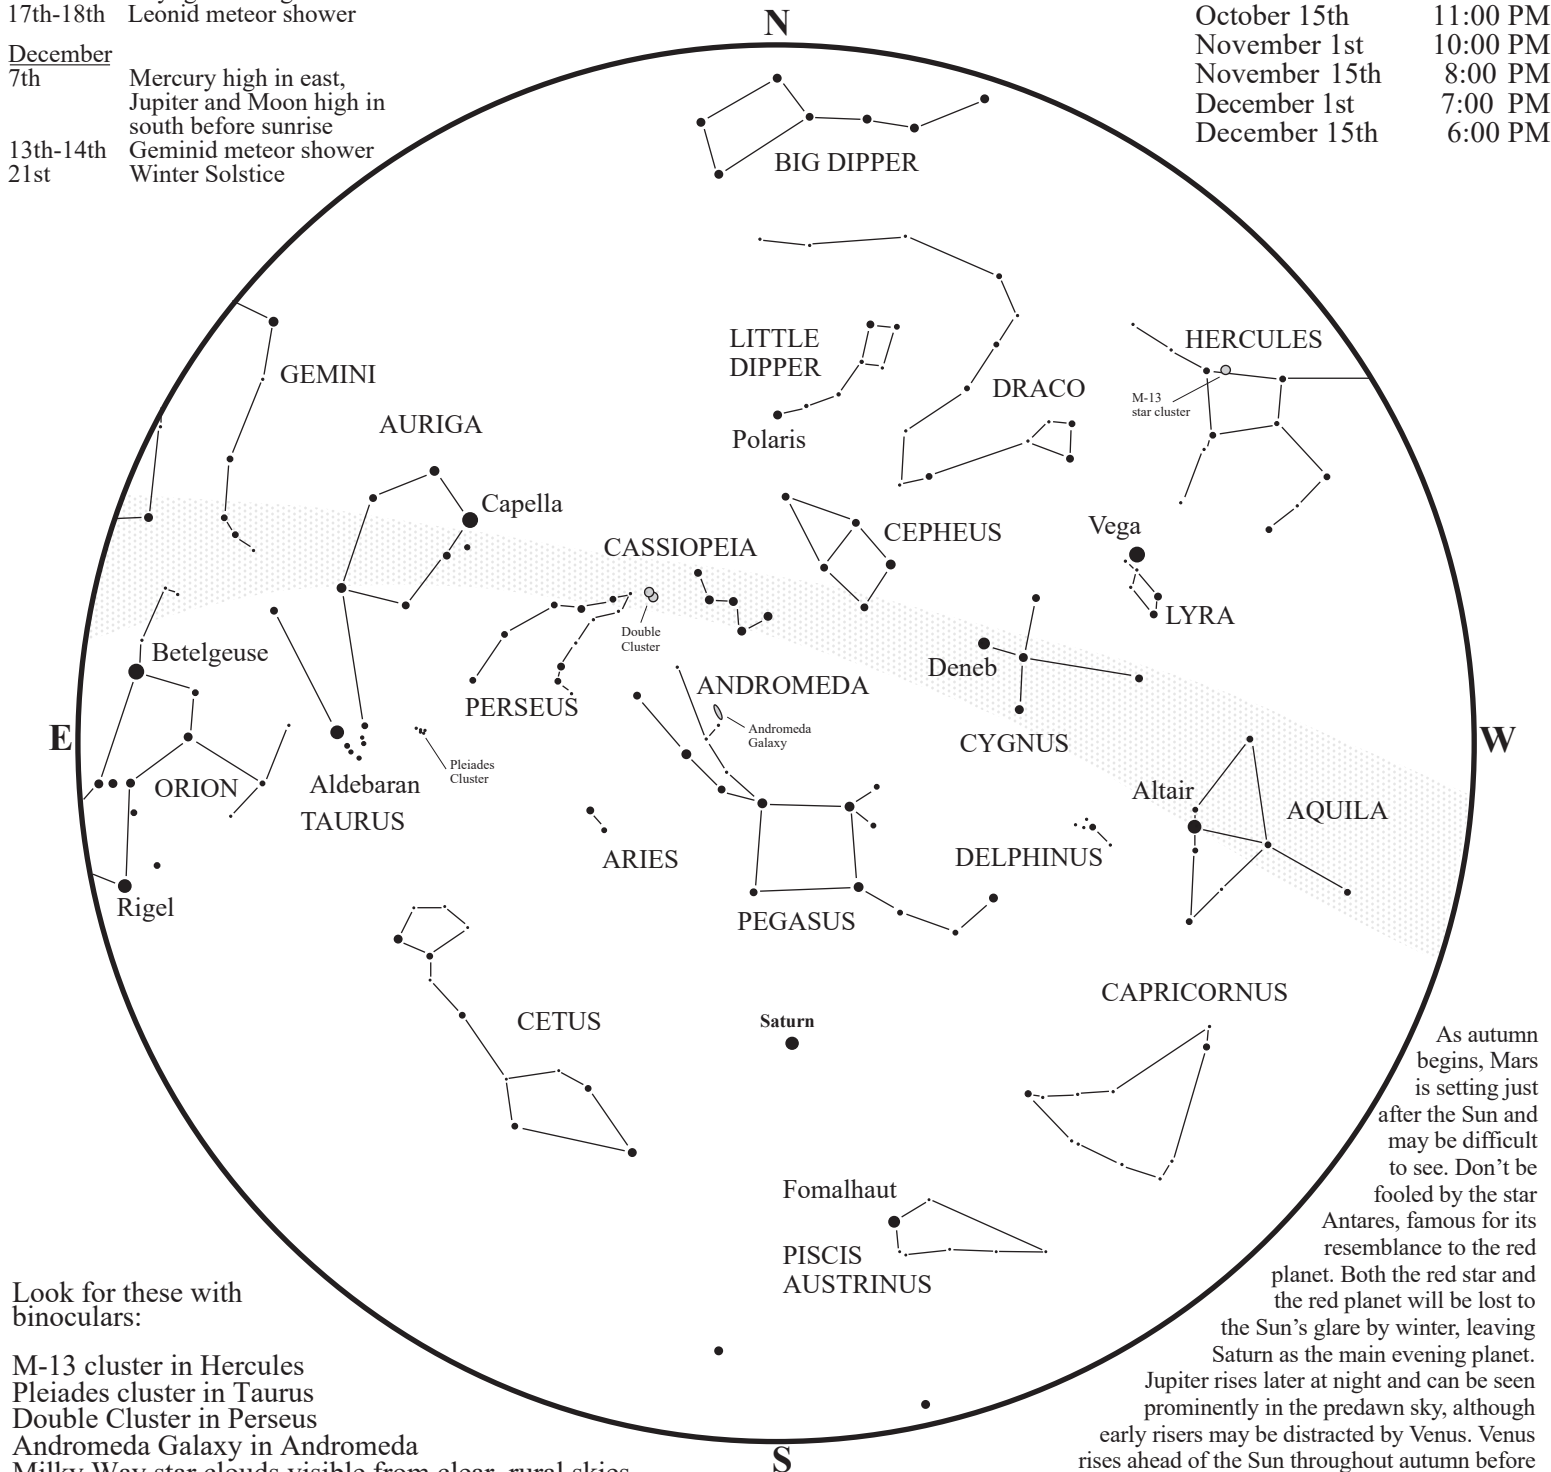 17th-18th Leonid meteor shower
December
7th Mercury high in east,
Jupiter and Moon high in
south before sunrise
13th-14th Geminid meteor shower
21st Winter Solstice
October 15th 11:00 PM
November 1st 10:00 PM
November 15th 8:00 PM
December 1st 7:00 PM
December 15th 6:00 PM
N
BIG DIPPER
LITTLE
DIPPER
Polaris
DRACO
HERCULES
M-13
star cluster
GEMINI
AURIGA
Capella
CASSIOPEIA
CEPHEUS
Vega
LYRA
Double
Cluster
Betelgeuse
PERSEUS
ANDROMEDA
Andromeda
Galaxy
Deneb
CYGNUS
E
W
ORION
Aldebaran
TAURUS
Pleiades
Cluster
Altair
AQUILA
ARIES
DELPHINUS
Rigel
PEGASUS
CETUS
Saturn
CAPRICORNUS
Fomalhaut
PISCIS
AUSTRINUS
S
As autumn
begins, Mars
is setting just
after the Sun and
may be difficult
to see. Don’t be
fooled by the star
Antares, famous for its
resemblance to the red
planet. Both the red star and
the red planet will be lost to
the Sun’s glare by winter, leaving
Saturn as the main evening planet.
Jupiter rises later at night and can be seen
prominently in the predawn sky, although
early risers may be distracted by Venus. Venus
rises ahead of the Sun throughout autumn before
Look for these with
binoculars:
M-13 cluster in Hercules
Pleiades cluster in Taurus
Double Cluster in Perseus
Andromeda Galaxy in Andromeda
Milky Way star clouds visible from clear, rural skies